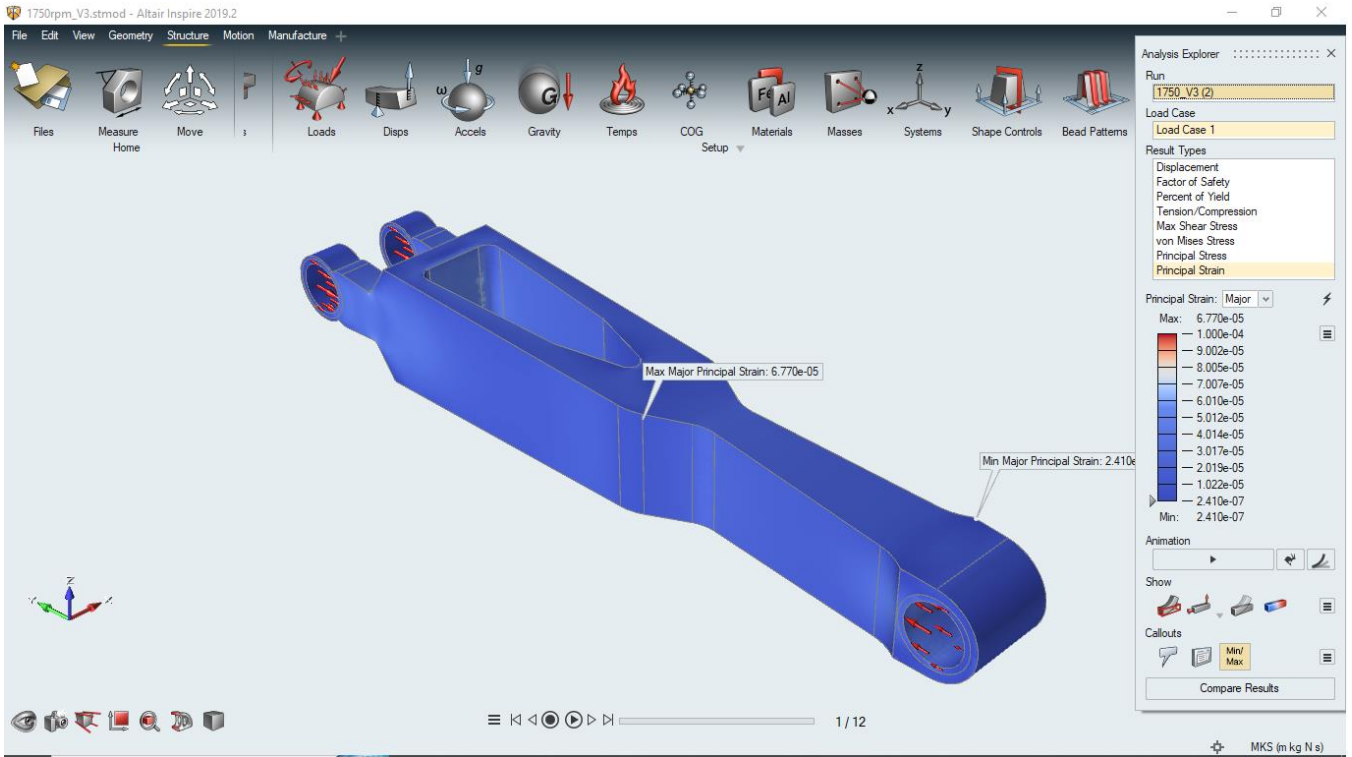 1750rpm_V3.stmod - Altair Inspire 2019.2
File Edit View Geometry Structure Motion Manufacture +
g
ω
G
Fe Al
z
x
y
Files Measure Move s Loads Disps Accels Gravity Temps COG Materials Masses Systems Shape Controls Bead Patterns
Home Setup
Analysis Explorer
Run
1750_V3 (2)
Load Case
Load Case 1
Result Types
Displacement
Factor of Safety
Percent of Yield
Tension/Compression
Max Shear Stress
von Mises Stress
Principal Stress
Principal Strain
Principal Strain: Major
Max: 6.770e-05
1.000e-04
9.002e-05
8.005e-05
7.007e-05
6.010e-05
5.012e-05
4.014e-05
3.017e-05
2.019e-05
1.022e-05
2.410e-07
Min: 2.410e-07
Animation
Show
Callouts
Min/
Max
Compare Results
Max Major Principal Strain: 6.770e-05
Min Major Principal Strain: 2.410e
Z
1 / 12
MKS (m kg N s)